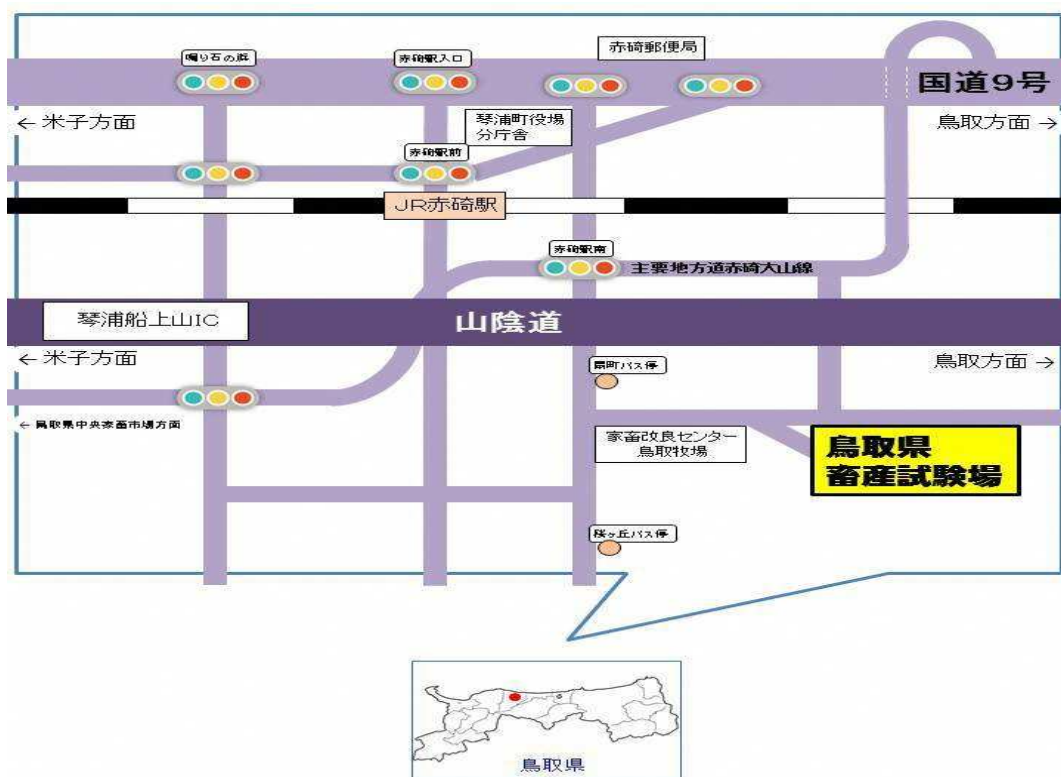 鳴り石の浜
赤碕駅入口
赤碕郵便局
国道9号
← 米子方面
琴浦町役場
分庁舎
鳥取方面 →
赤碕駅前
JR赤碕駅
赤碕駅南
主要地方道赤碕大山線
琴浦船上山IC
山陰道
← 米子方面
扇町バス停
鳥取方面 →
← 鳥取県中央家畜市場方面
家畜改良センター
鳥取牧場
鳥取県
畜産試験場
桜ヶ丘バス停
鳥取県